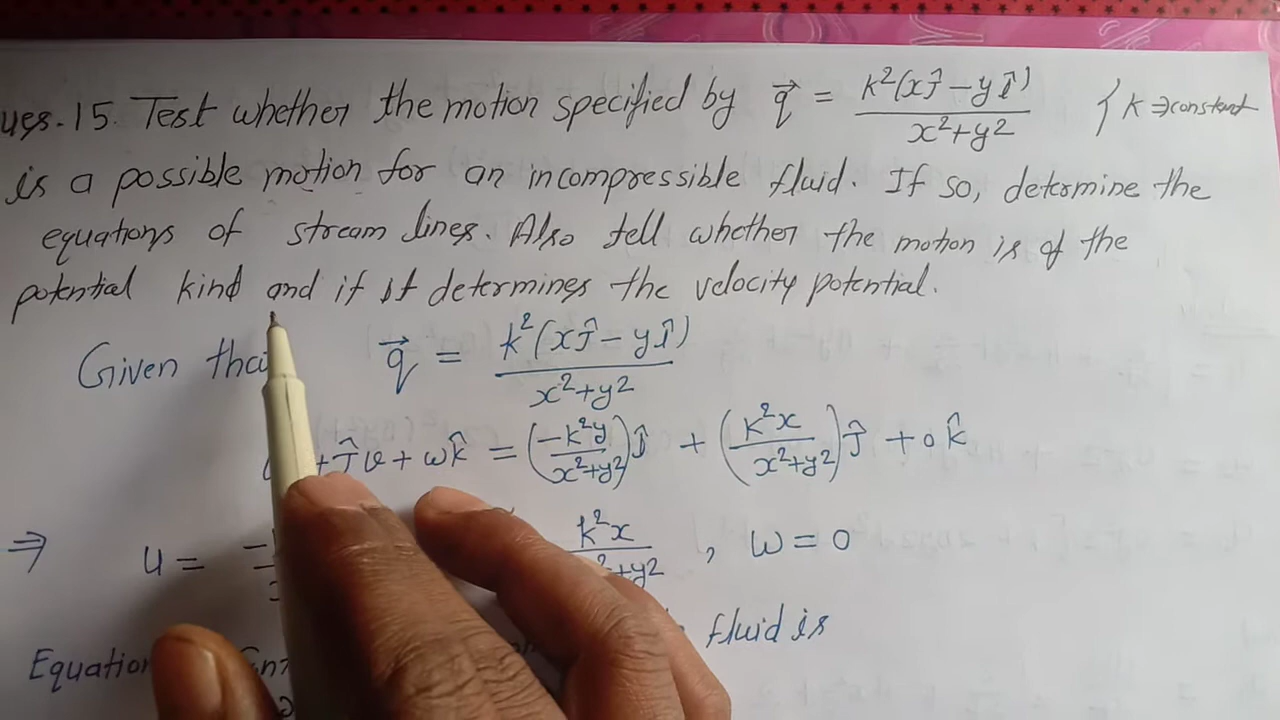 ues.15. Test whether the motion specified by q⃗ = k²(xĵ - yî) / x²+y² { k ⇒ constant
is a possible motion for an incompressible fluid. If so, determine the
equations of stream lines. Also tell whether the motion is of the
potential kind and if it determines the velocity potential.
Given tha q⃗ = k²(xĵ - yî) / x²+y²
+ĵv + wk̂ = (-k²y / x²+y²)î + (k²x / x²+y²)ĵ + 0k̂
⇒ u = - k²x / ²+y² , w = 0
Equation fluid is